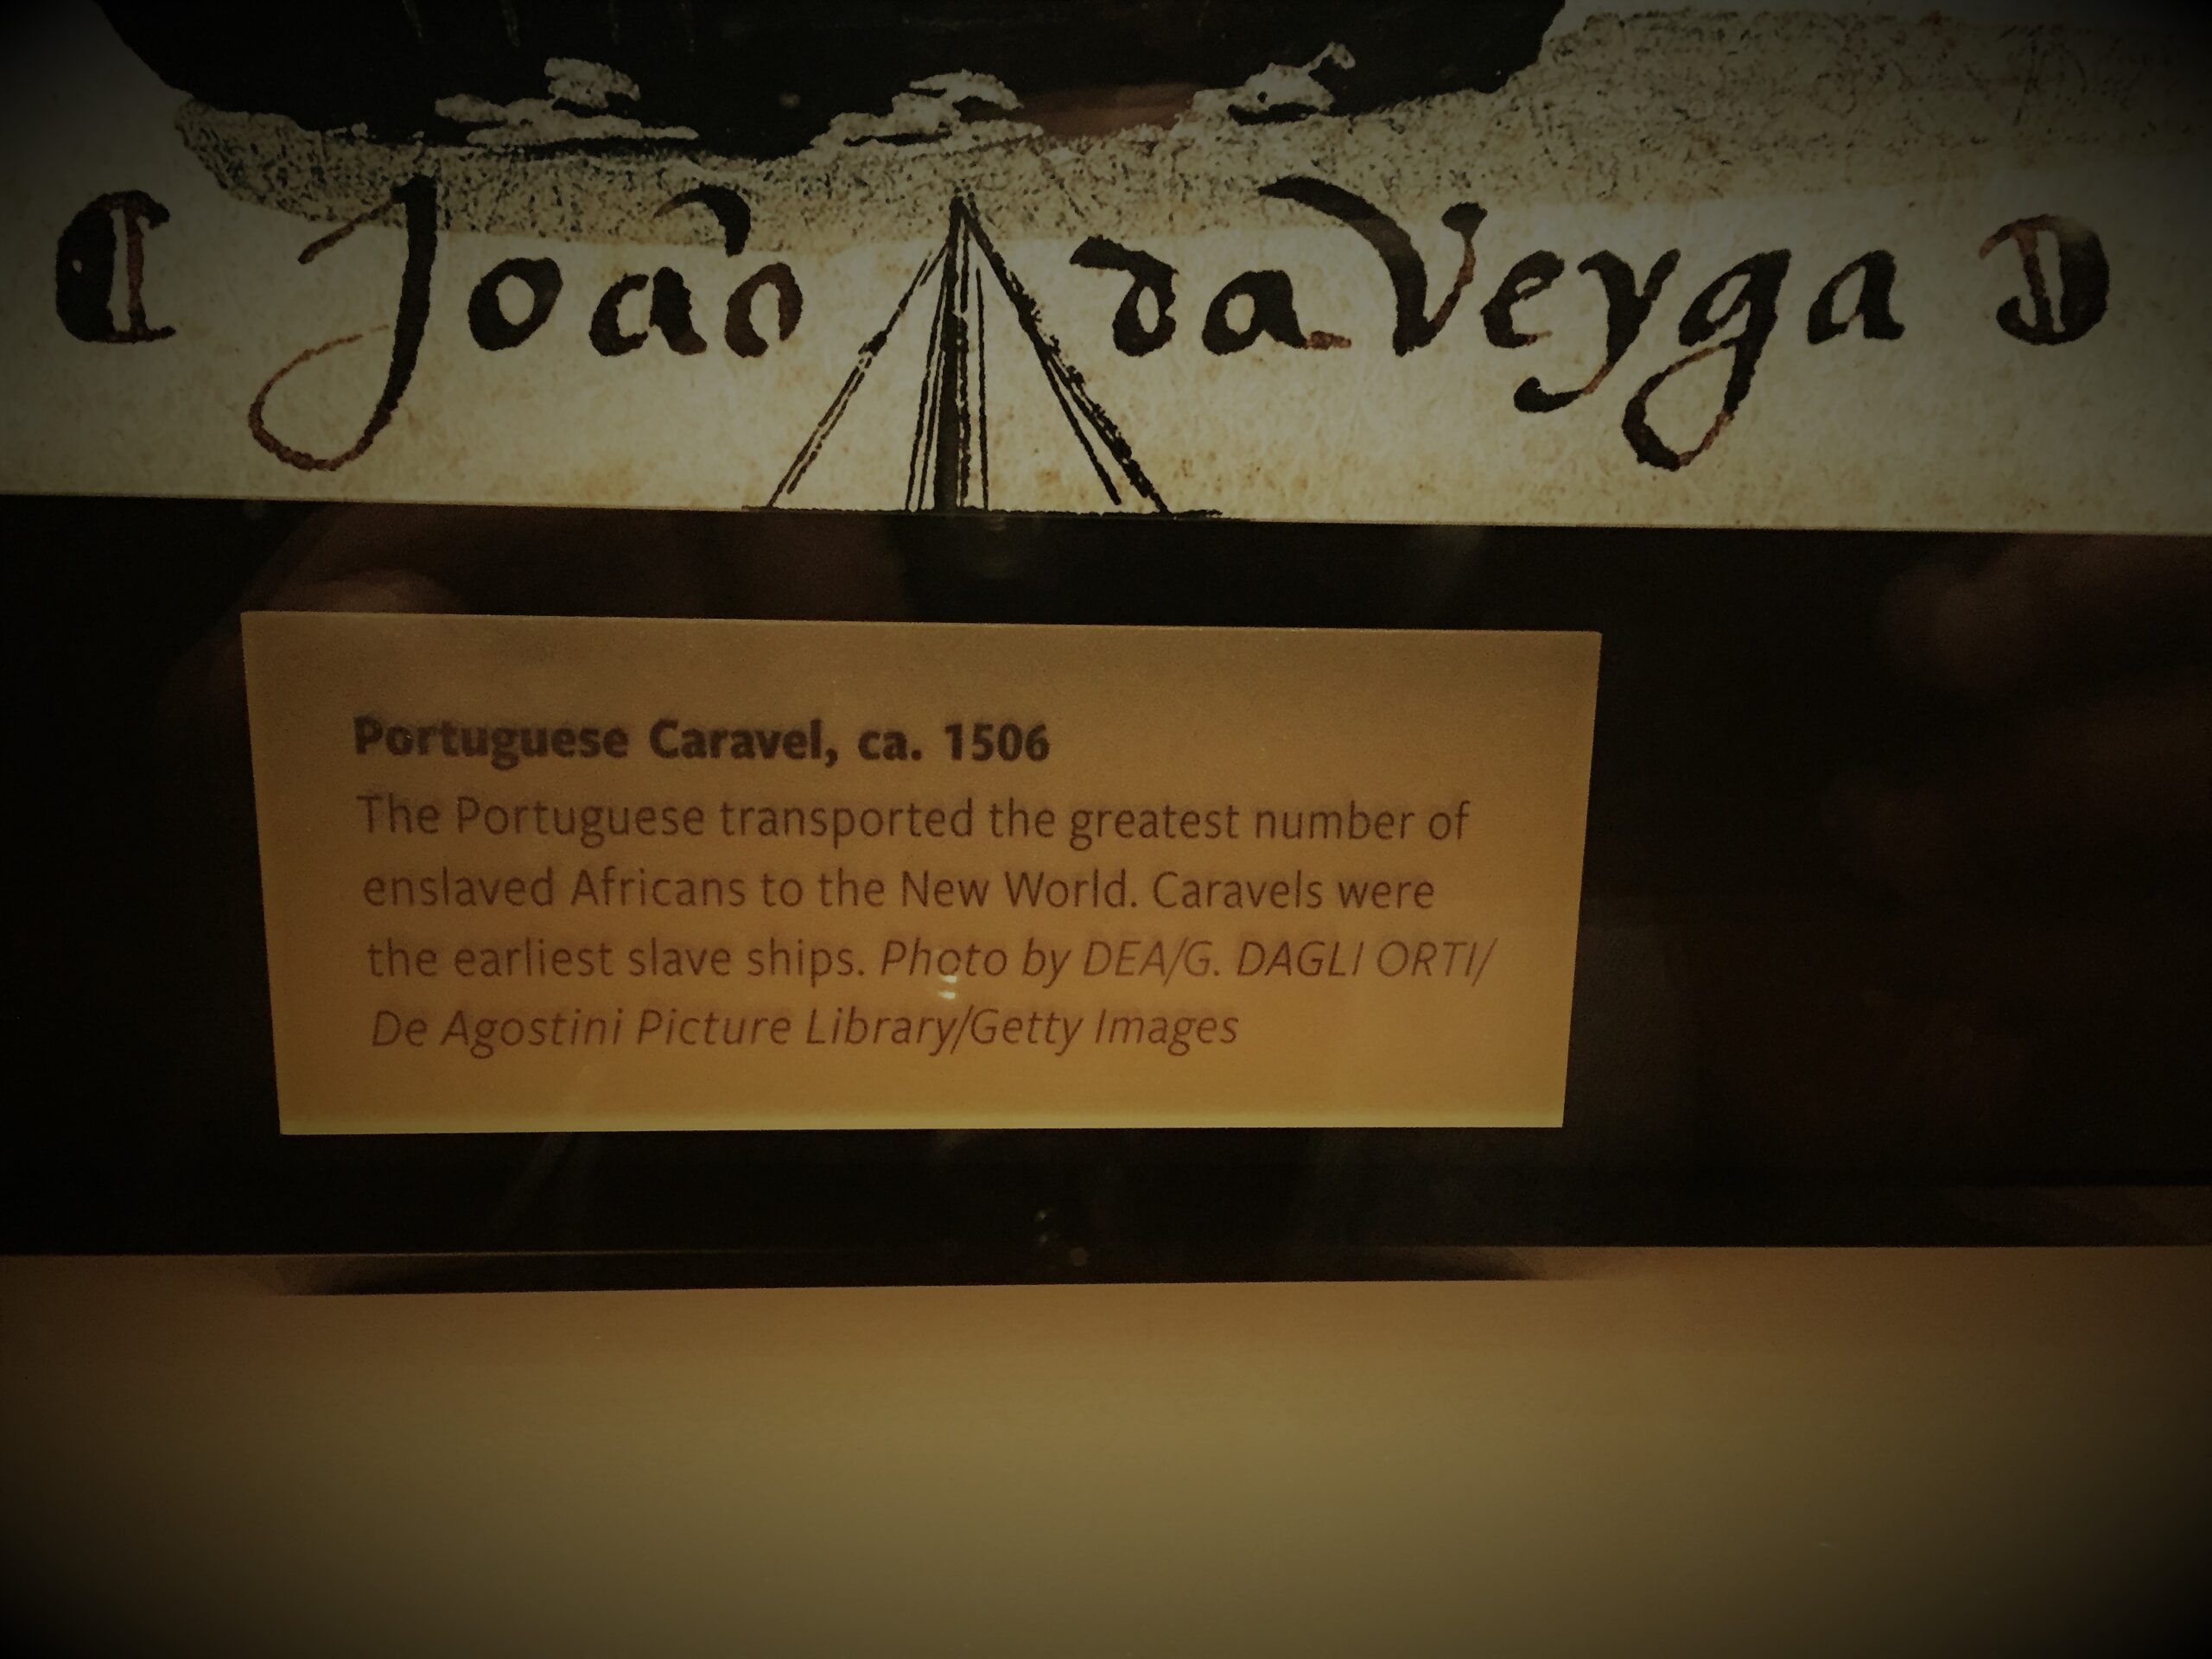 João da Veyga
Portuguese Caravel, ca. 1506
The Portuguese transported the greatest number of
enslaved Africans to the New World. Caravels were
the earliest slave ships. Photo by DEA/G. DAGLI ORTI/
De Agostini Picture Library/Getty Images